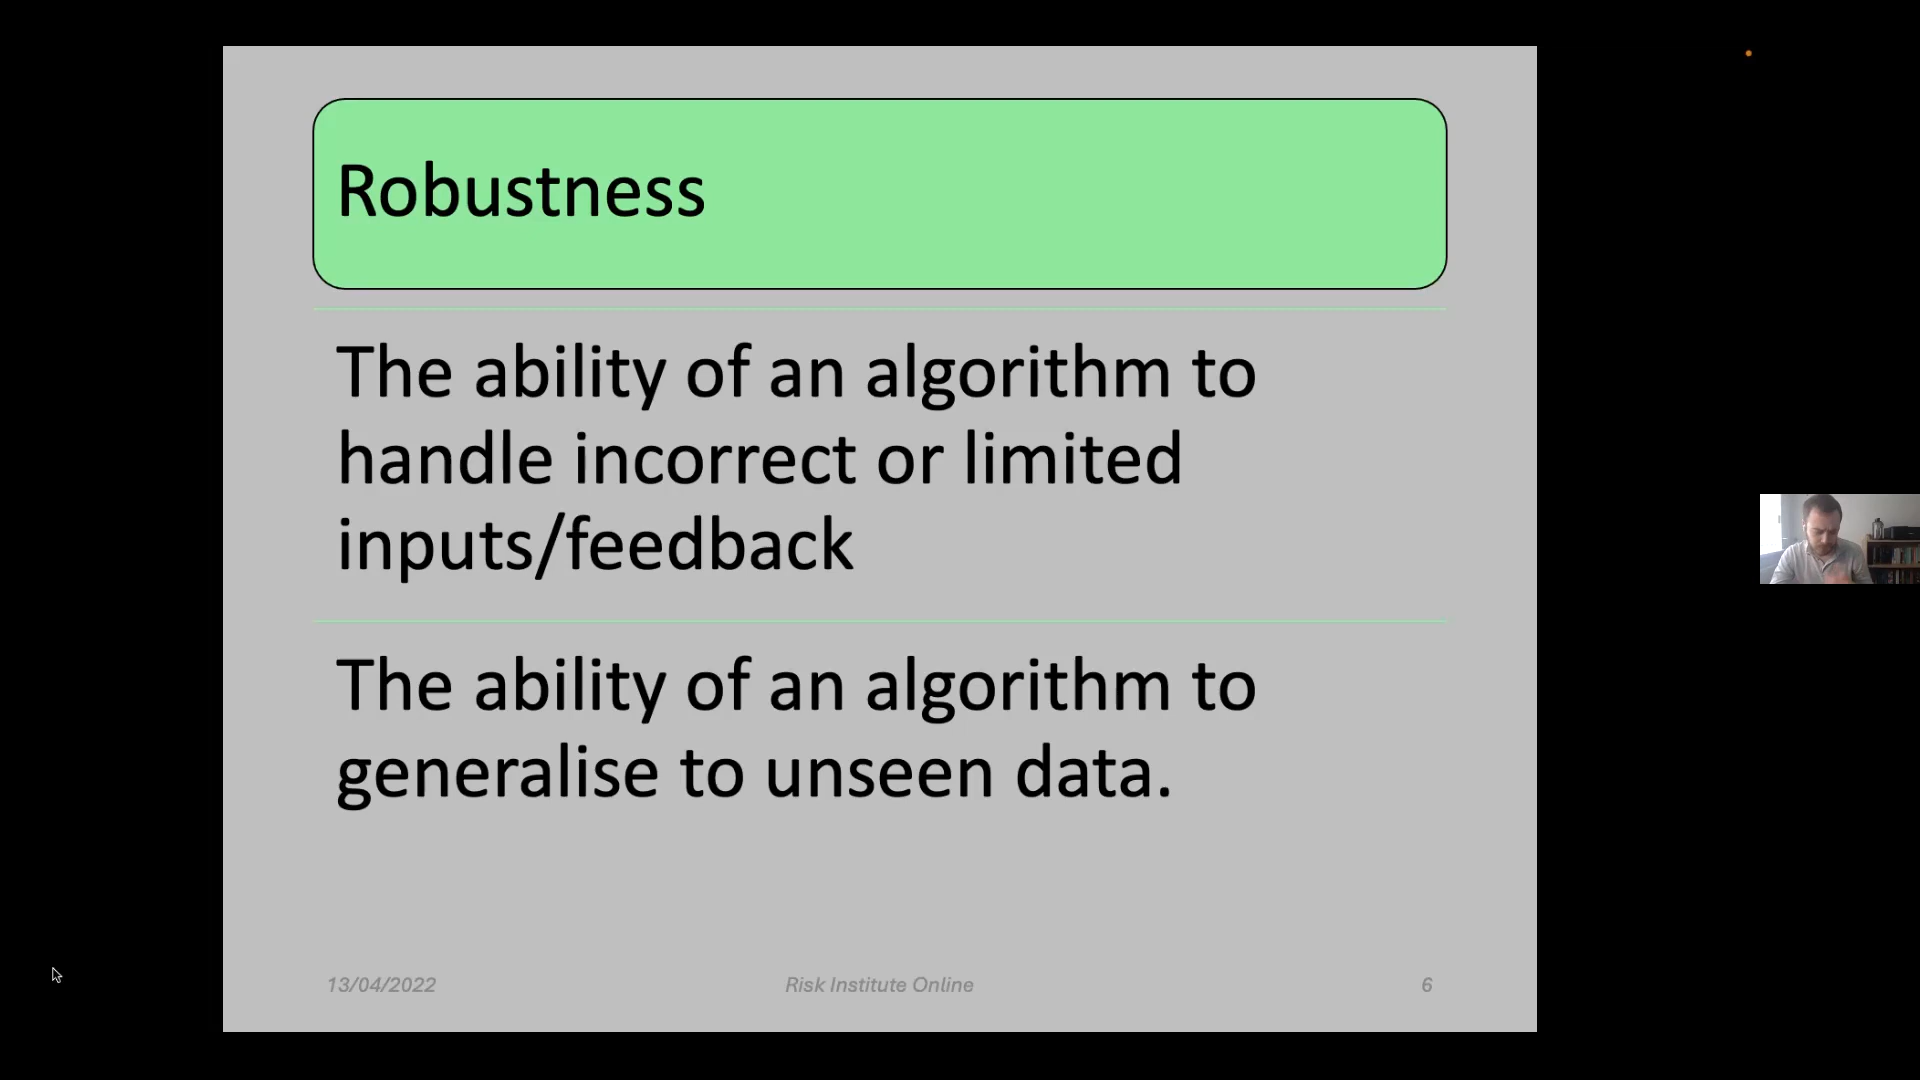 Robustness
The ability of an algorithm to
handle incorrect or limited
inputs/feedback
The ability of an algorithm to
generalise to unseen data.
13/04/2022
Risk Institute Online
6